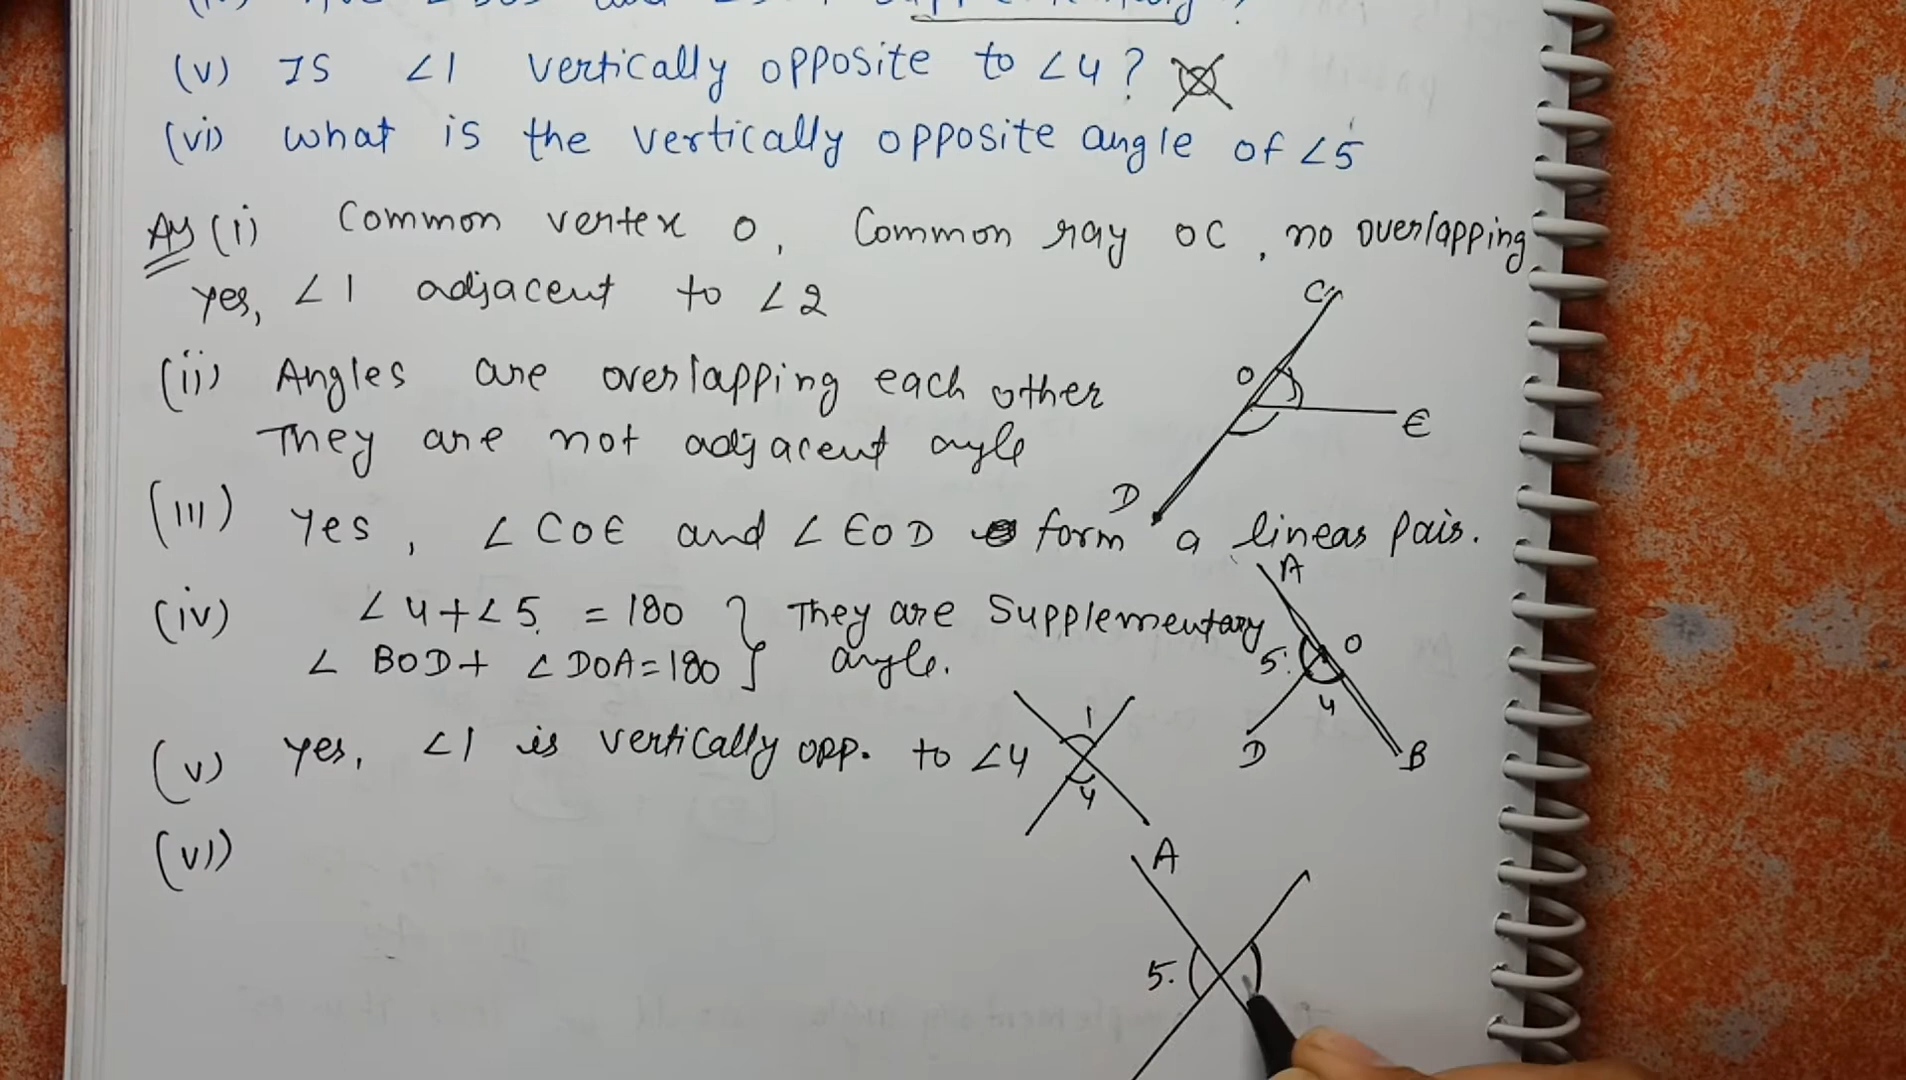 (v) IS ∠1 vertically opposite to ∠4?
(vi) what is the vertically opposite angle of ∠5
(i) Common vertex O, Common ray OC, no overlapping
yes, ∠1 adjacent to ∠2
(ii) Angles are overlapping each other
They are not adjacent angle
(III) Yes, ∠COE and ∠EOD form a linear pair.
(iv) ∠4+∠5 = 180 } They are Supplementary
∠BOD+ ∠DOA=180 } angle.
(v) yes, ∠1 is vertically opp. to ∠4
(vi)
C
O
E
D
A
O
5
4
D
B
1
4
A
5.